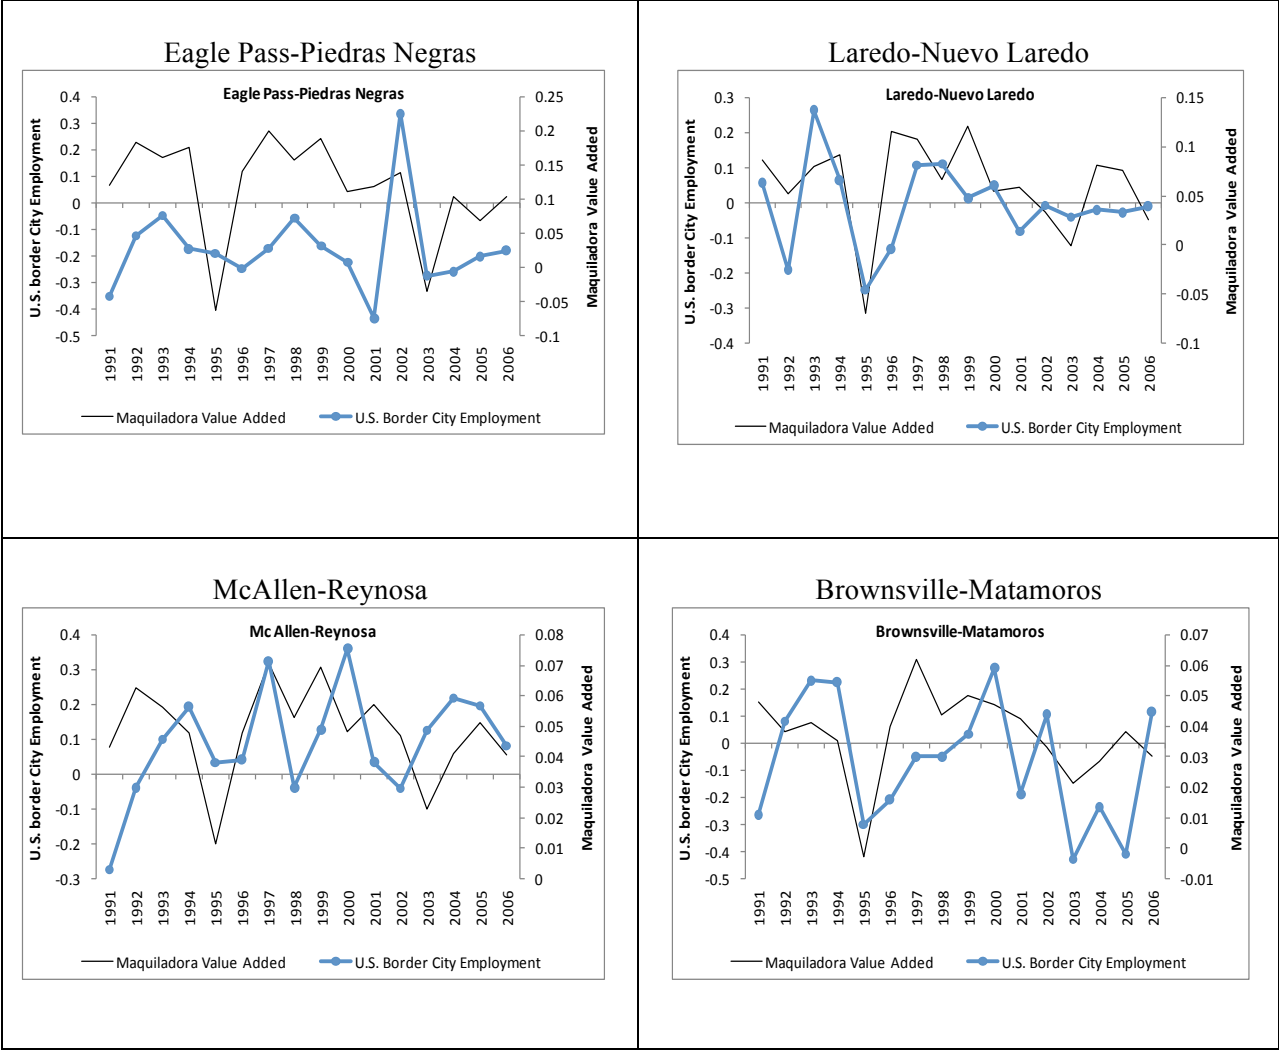 Eagle Pass-Piedras Negras
Eagle Pass-Piedras Negras
U.S. border City Employment
0.4
0.3
0.2
0.1
0
-0.1
-0.2
-0.3
-0.4
-0.5
0.25
0.2
0.15
0.1
0.05
0
-0.05
-0.1
Maquiladora Value Added
1991 1992 1993 1994 1995 1996 1997 1998 1999 2000 2001 2002 2003 2004 2005 2006
Maquiladora Value Added U.S. Border City Employment
Laredo-Nuevo Laredo
Laredo-Nuevo Laredo
U.S. border City Employment
0.3
0.2
0.1
0
-0.1
-0.2
-0.3
-0.4
0.15
0.1
0.05
0
-0.05
-0.1
Maquiladora Value Added
1991 1992 1993 1994 1995 1996 1997 1998 1999 2000 2001 2002 2003 2004 2005 2006
Maquiladora Value Added U.S. Border City Employment
McAllen-Reynosa
Mc Allen-Reynosa
U.S. border City Employment
0.4
0.3
0.2
0.1
0
-0.1
-0.2
-0.3
0.08
0.07
0.06
0.05
0.04
0.03
0.02
0.01
0
Maquiladora Value Added
1991 1992 1993 1994 1995 1996 1997 1998 1999 2000 2001 2002 2003 2004 2005 2006
Maquiladora Value Added U.S. Border City Employment
Brownsville-Matamoros
Brownsville-Matamoros
U.S. border City Employment
0.4
0.3
0.2
0.1
0
-0.1
-0.2
-0.3
-0.4
-0.5
0.07
0.06
0.05
0.04
0.03
0.02
0.01
0
-0.01
Maquiladora Value Added
1991 1992 1993 1994 1995 1996 1997 1998 1999 2000 2001 2002 2003 2004 2005 2006
Maquiladora Value Added U.S. Border City Employment